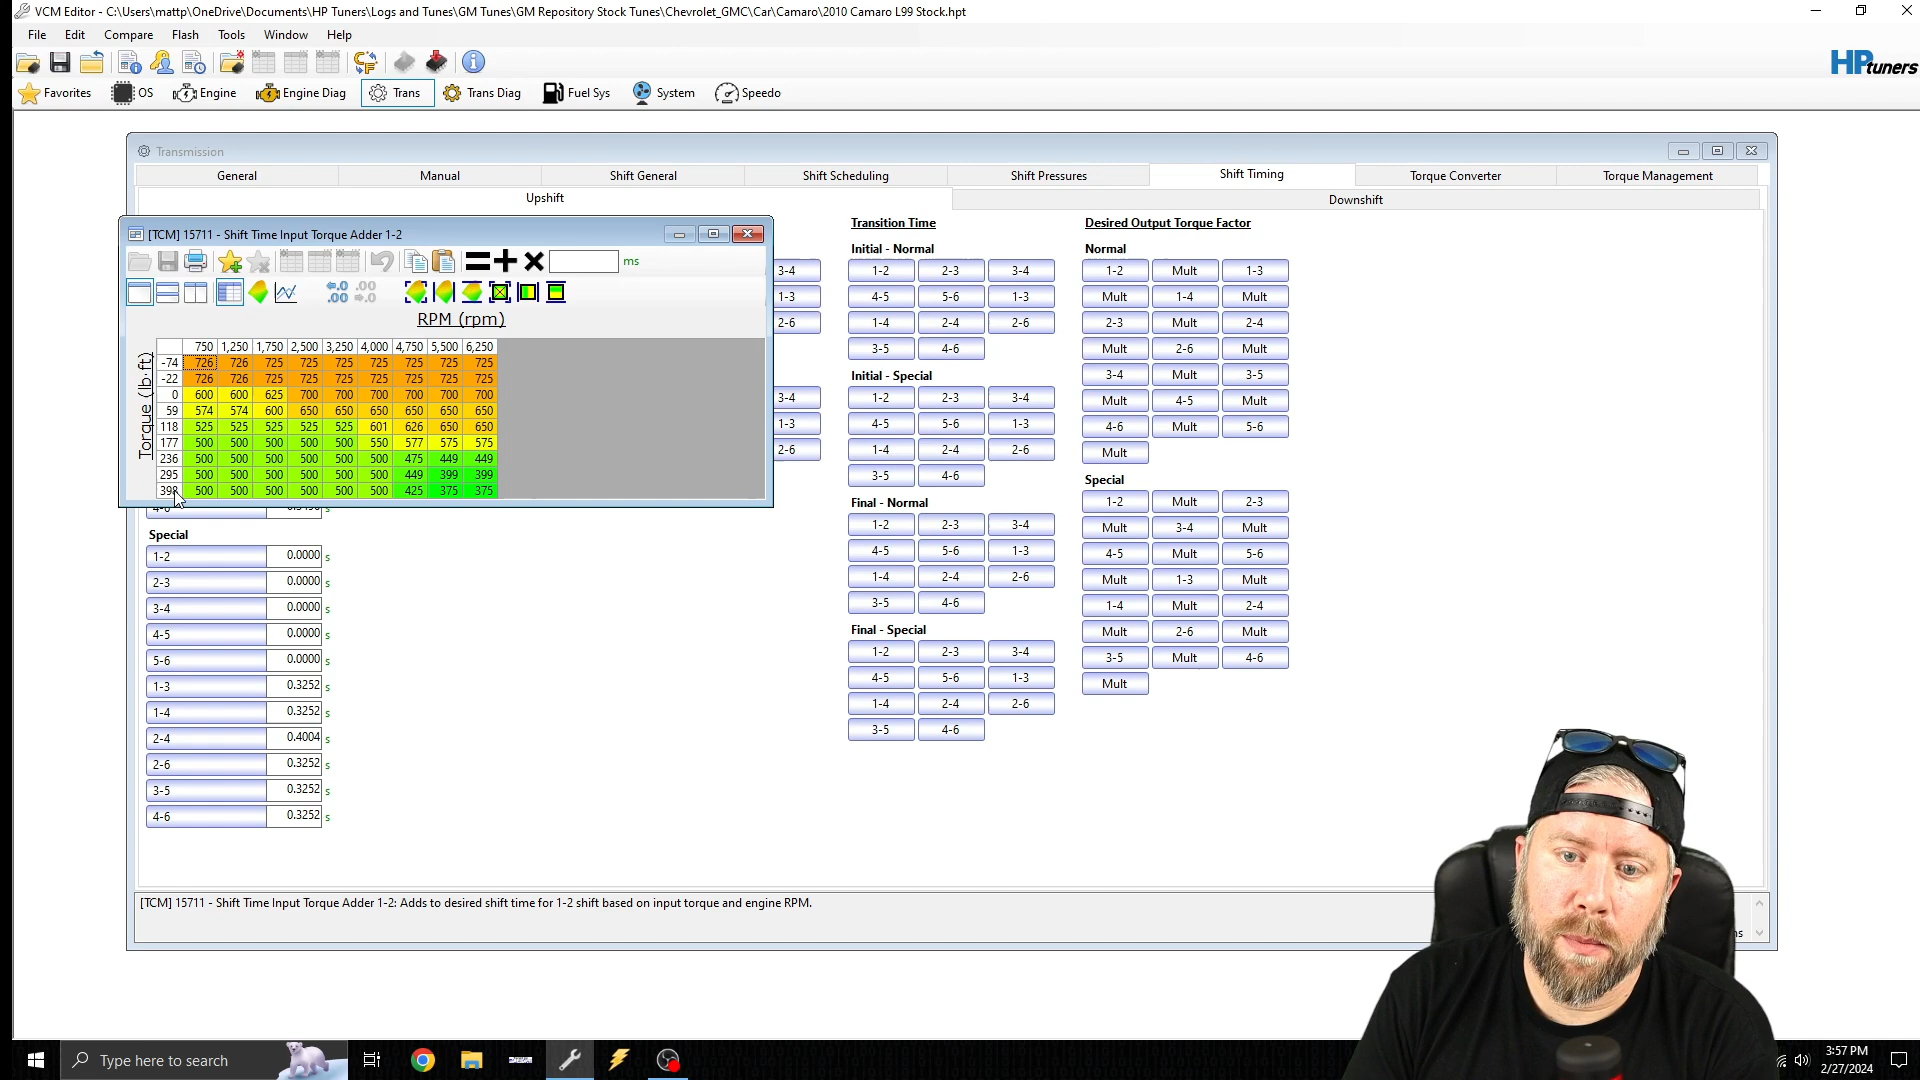 VCM Editor - C:\Users\mattp\OneDrive\Documents\HP Tuners\Logs and Tunes\GM Tunes\GM Repository Stock Tunes\Chevrolet_GMC\Car\Camaro\2010 Camaro L99 Stock.hpt
File Edit Compare Flash Tools Window Help
HP tuners
Favorites OS Engine Engine Diag Trans Trans Diag Fuel Sys System Speedo
Transmission
General Manual Shift General Shift Scheduling Shift Pressures Shift Timing Torque Converter Torque Management
Upshift Downshift
[TCM] 15711 - Shift Time Input Torque Adder 1-2
ms
RPM (rpm)
Torque (lb·ft)
750 1,250 1,750 2,500 3,250 4,000 4,750 5,500 6,250
-74 726 726 725 725 725 725 725 725 725
-22 726 726 725 725 725 725 725 725 725
0 600 600 625 700 700 700 700 700 700
59 574 574 600 650 650 650 650 650 650
118 525 525 525 525 525 601 626 650 650
177 500 500 500 500 500 550 577 575 575
236 500 500 500 500 500 500 475 449 449
295 500 500 500 500 500 500 449 399 399
398 500 500 500 500 500 500 425 375 375
3-4
1-3
2-6
3-4
1-3
2-6
s
Special
1-2 0.0000 s
2-3 0.0000 s
3-4 0.0000 s
4-5 0.0000 s
5-6 0.0000 s
1-3 0.3252 s
1-4 0.3252 s
2-4 0.4004 s
2-6 0.3252 s
3-5 0.3252 s
4-6 0.3252 s
Transition Time
Initial - Normal
1-2 2-3 3-4
4-5 5-6 1-3
1-4 2-4 2-6
3-5 4-6
Initial - Special
1-2 2-3 3-4
4-5 5-6 1-3
1-4 2-4 2-6
3-5 4-6
Final - Normal
1-2 2-3 3-4
4-5 5-6 1-3
1-4 2-4 2-6
3-5 4-6
Final - Special
1-2 2-3 3-4
4-5 5-6 1-3
1-4 2-4 2-6
3-5 4-6
Desired Output Torque Factor
Normal
1-2 Mult 1-3
Mult 1-4 Mult
2-3 Mult 2-4
Mult 2-6 Mult
3-4 Mult 3-5
Mult 4-5 Mult
4-6 Mult 5-6
Mult
Special
1-2 Mult 2-3
Mult 3-4 Mult
4-5 Mult 5-6
Mult 1-3 Mult
1-4 Mult 2-4
Mult 2-6 Mult
3-5 Mult 4-6
Mult
[TCM] 15711 - Shift Time Input Torque Adder 1-2: Adds to desired shift time for 1-2 shift based on input torque and engine RPM.
ms
Type here to search
3:57 PM
2/27/2024